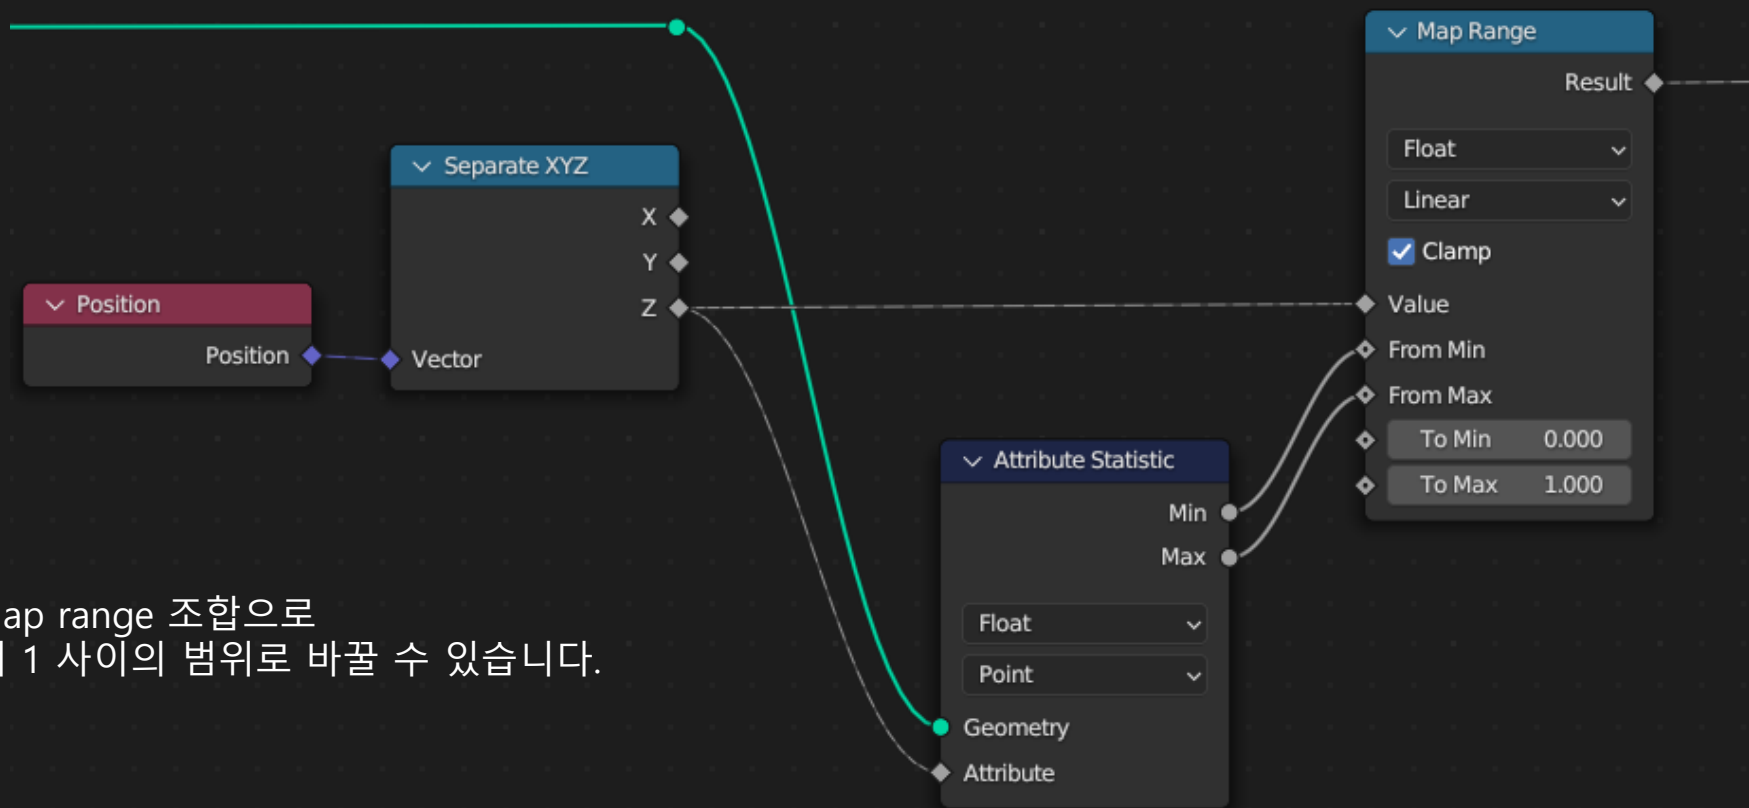 Map Range
Result
Float
Linear
Clamp
Value
From Min
From Max
To Min 0.000
To Max 1.000
Separate XYZ
X
Y
Z
Vector
Position
Position
Attribute Statistic
Min
Max
Float
Point
Geometry
Attribute
range 조합으로
1 사이의 범위로 바꿀 수 있습니다.